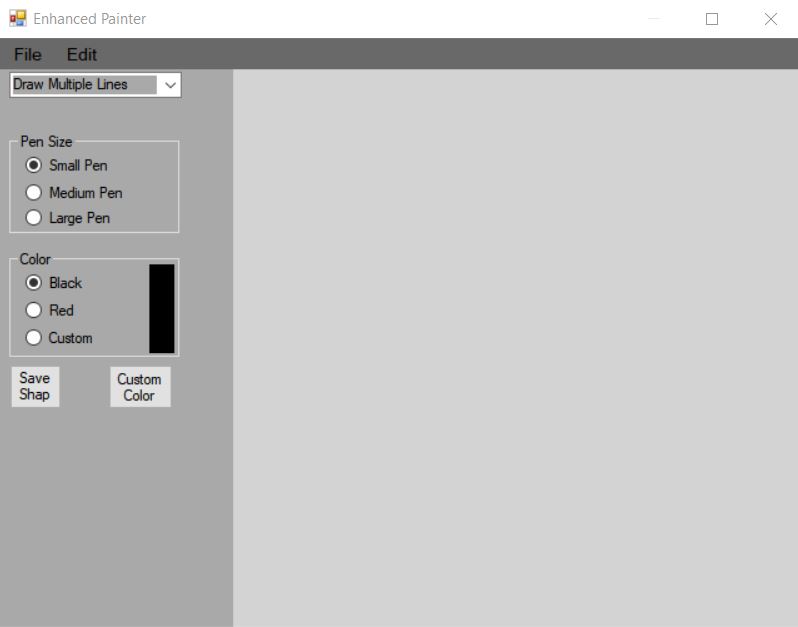 Enhanced Painter
File Edit
Draw Multiple Lines
Pen Size
Small Pen
Medium Pen
Large Pen
Color
Black
Red
Custom
Save
Shap
Custom
Color